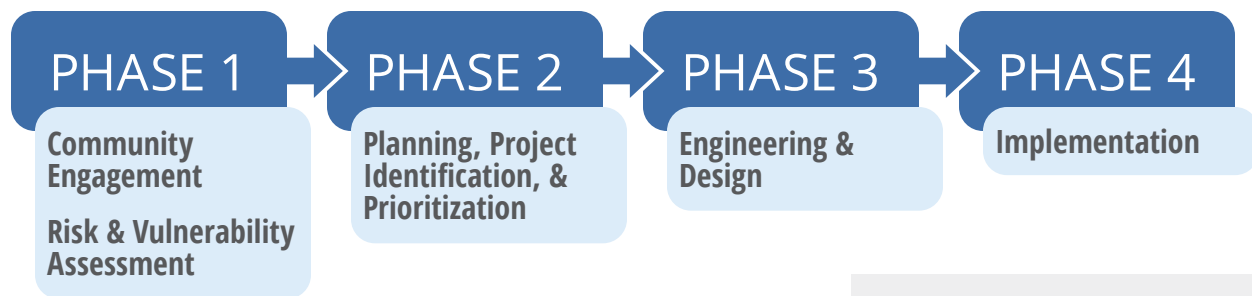 PHASE 1
Community
Engagement
Risk & Vulnerability
Assessment
PHASE 2
Planning, Project
Identification, &
Prioritization
PHASE 3
Engineering &
Design
PHASE 4
Implementation